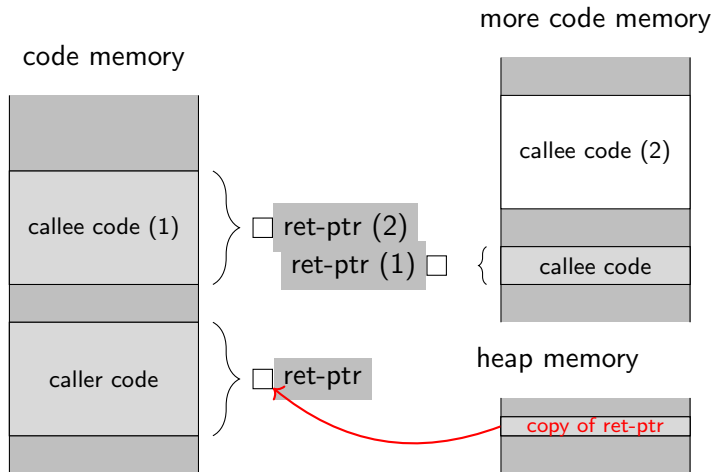 more code memory
code memory
callee code (2)
callee code (1)
ret-ptr (2)
ret-ptr (1)
callee code
caller code
ret-ptr
heap memory
copy of ret-ptr